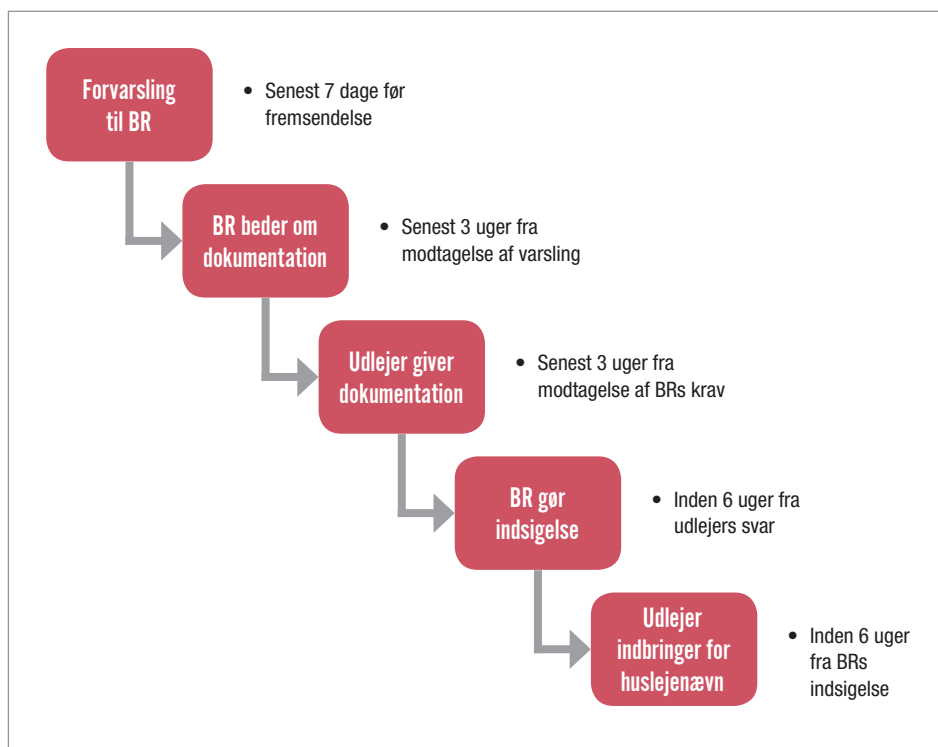 Forvarsling
til BR
• Senest 7 dage før
fremsendelse
BR beder om
dokumentation
• Senest 3 uger fra
modtagelse af varsling
Udlejer giver
dokumentation
• Senest 3 uger fra
modtagelse af BRs krav
BR gør
indsigelse
• Inden 6 uger fra
udlejers svar
Udlejer
indbringer for
huslejenævn
• Inden 6 uger
fra BRs
indsigelse